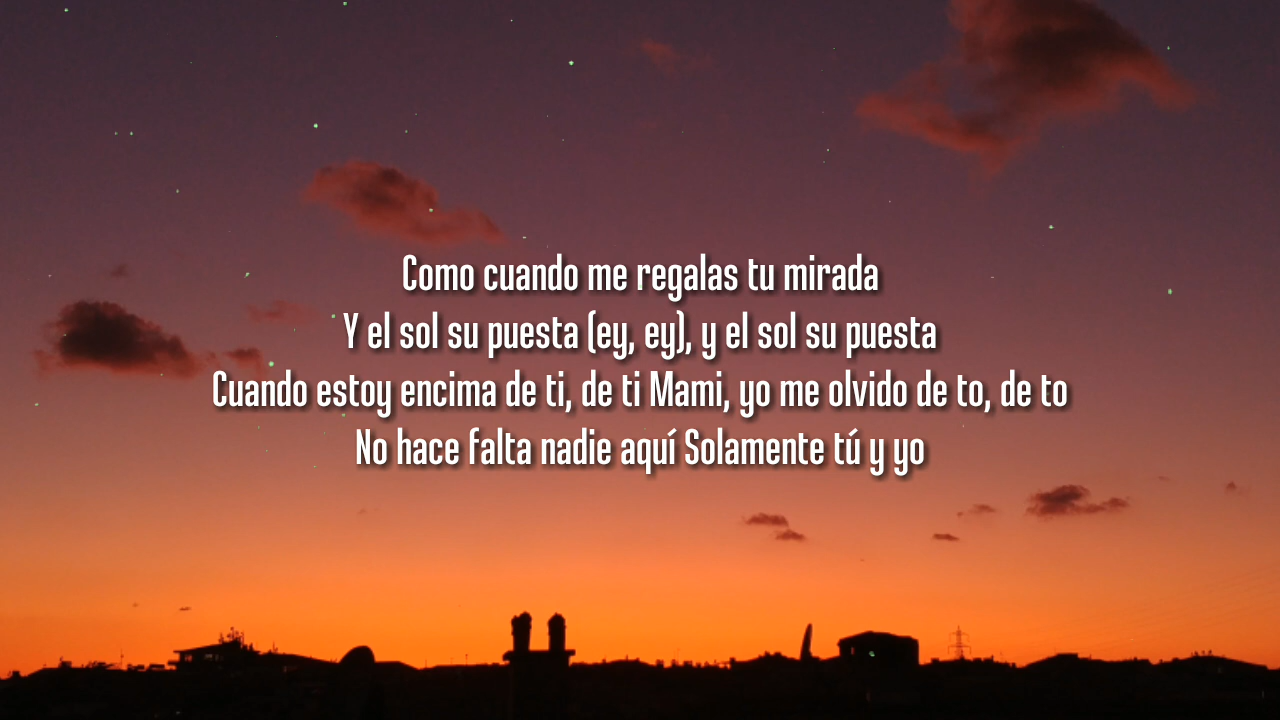 Como cuando me regalas tu mirada
Y el sol su puesta (ey, ey), y el sol su puesta
Cuando estoy encima de ti, de ti Mami, yo me olvido de to, de to
No hace falta nadie aquí Solamente tú y yo